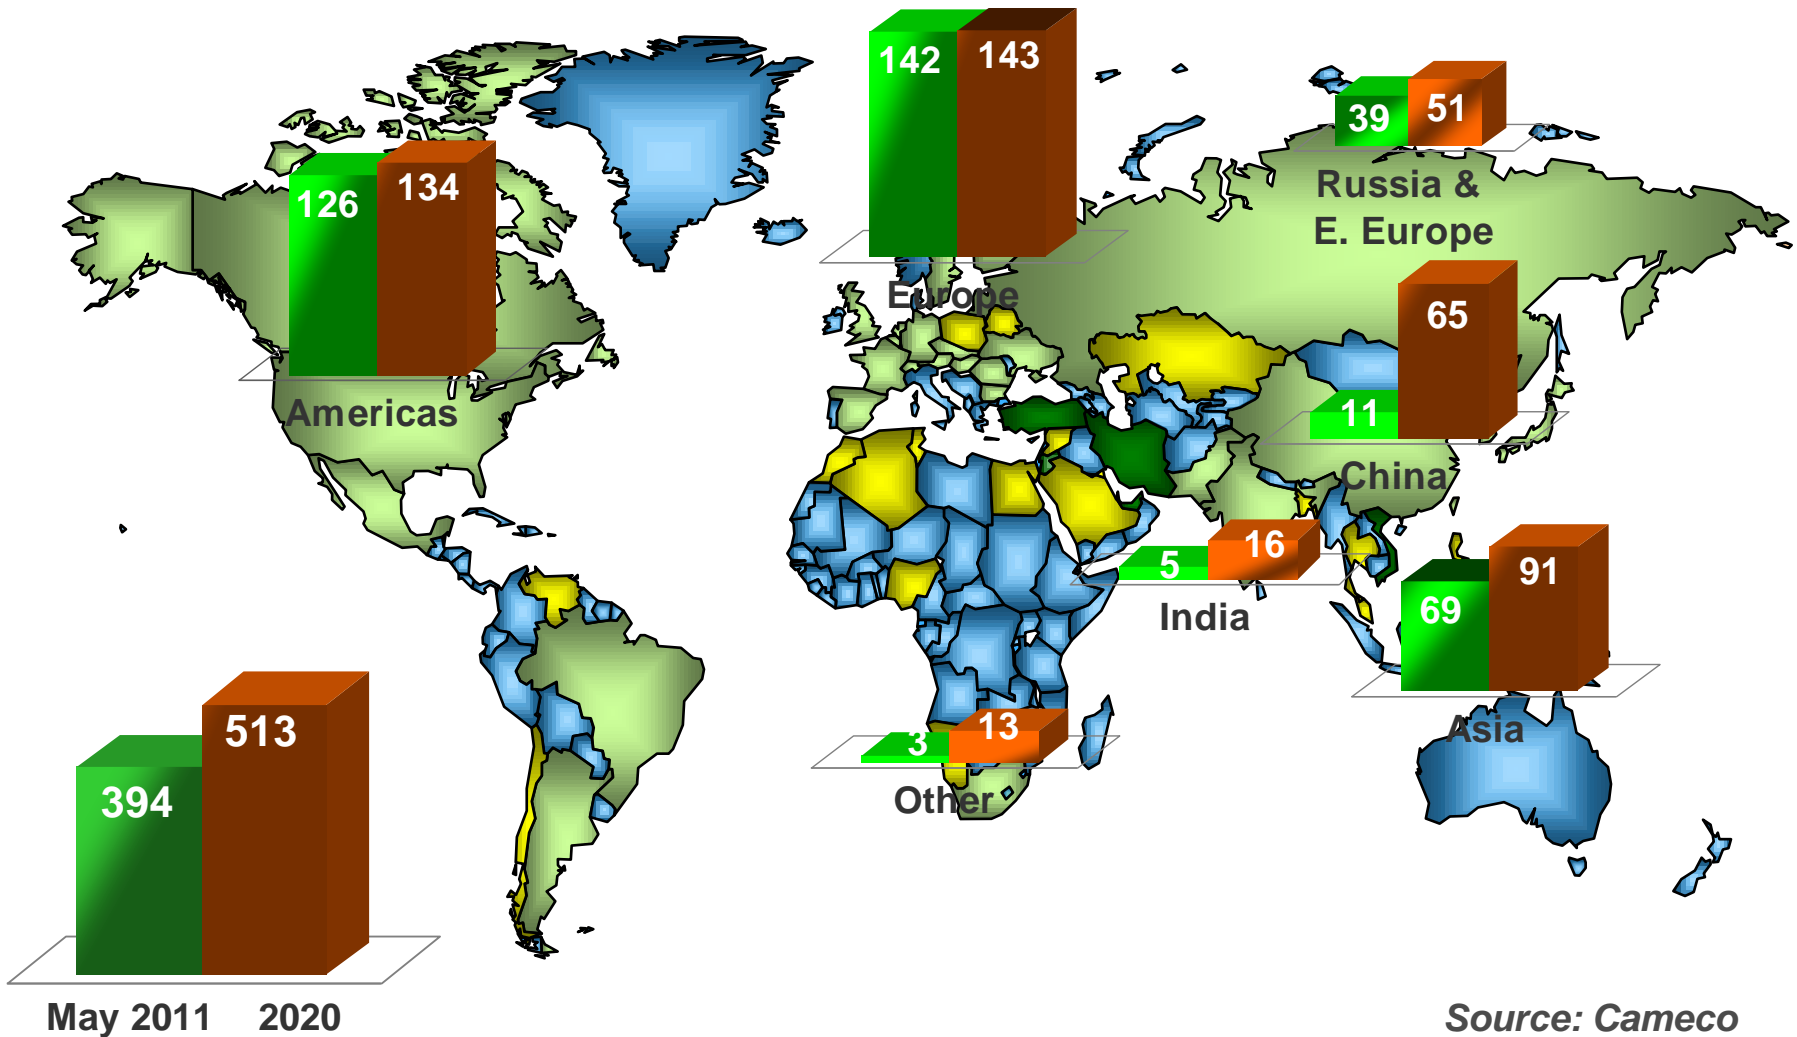 142
143
39
51
Russia &
E. Europe
126
134
Europe
65
11
Americas
China
5
16
India
69
91
Asia
3
13
Other
394
513
May 2011
2020
Source: Cameco